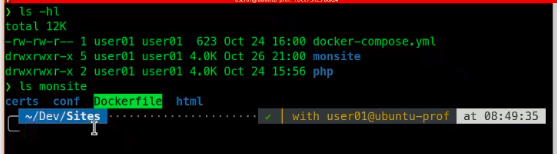 ❯ ls -hl
total 12K
-rw-rw-r-- 1 user01 user01  623 Oct 24 16:00 docker-compose.yml
drwxrwxr-x 5 user01 user01 4.0K Oct 26 21:00 monsite
drwxrwxr-x 2 user01 user01 4.0K Oct 24 15:56 php
❯ ls monsite
certs  conf  Dockerfile  html
~/Dev/Sites ✓ with user01@ubuntu-prof at 08:49:35